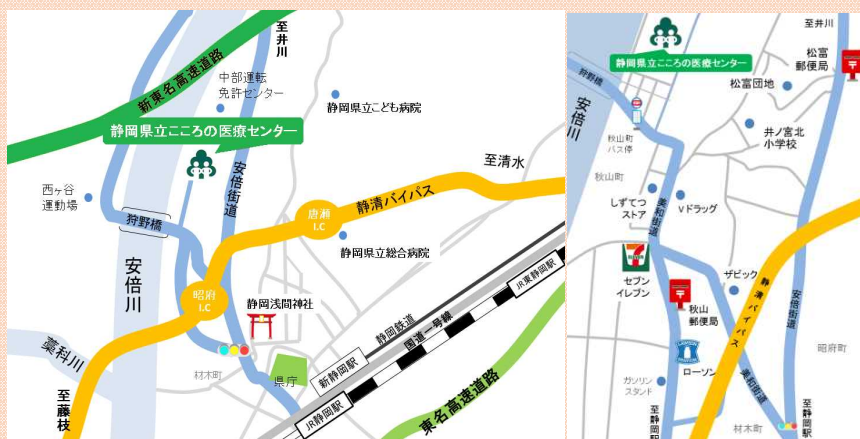 新東名高速道路
至井川
中部運転
免許センター
静岡県立こども病院
静岡県立こころの医療センター
西ヶ谷
運動場
安倍街道
至清水
狩野橋
唐瀬
I.C
静清バイパス
静岡県立総合病院
安倍川
昭府
I.C
静岡浅間神社
JR東静岡駅
静岡鉄道
国道一号線
藁科川
材木町
県庁
新静岡駅
JR静岡駅
東名高速道路
至藤枝
至井川
静岡県立こころの医療センター
松富
郵便局
狩野橋
松富団地
安倍川
秋山町
バス停
井ノ宮北
小学校
秋山町
しずてつ
ストア
美和街道
Vドラッグ
セブン
イレブン
ザビック
秋山
郵便局
静清バイパス
安倍街道
ローソン
昭府町
ガソリン
スタンド
美和街道
至静岡駅
材木町
至静岡駅